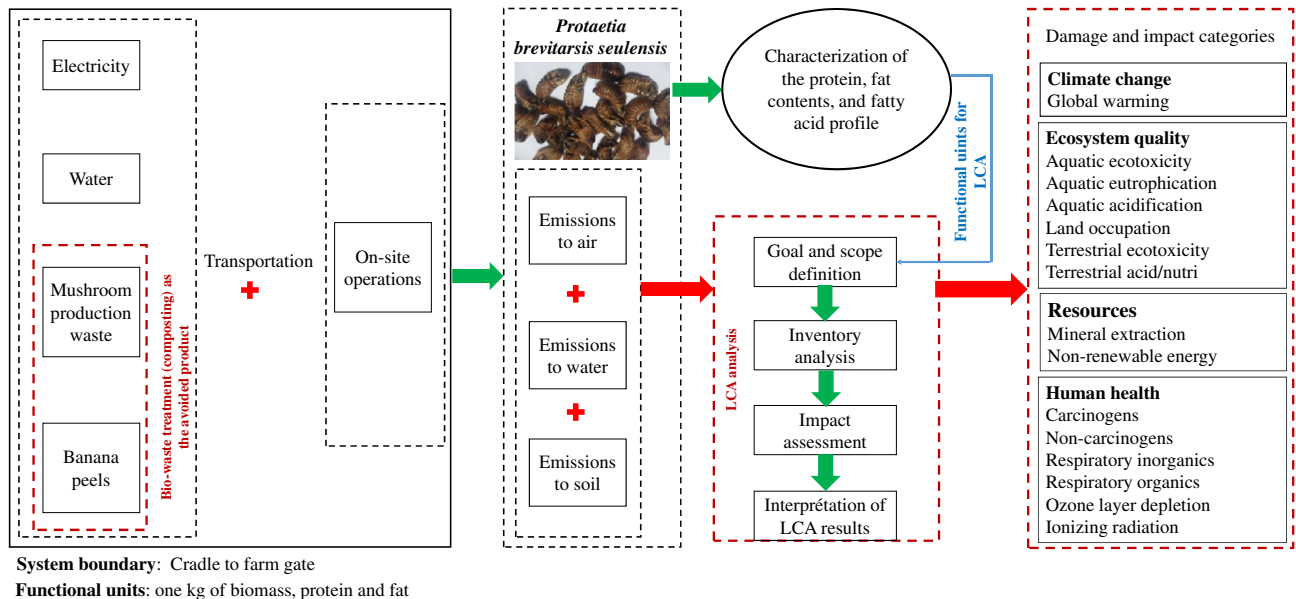 Electricity
Water
Mushroom
production
waste
Banana
peels
Bio-waste treatment (composting) as
the avoided product
Transportation
On-site
operations
Protaetia
brevitarsis seulensis
Emissions
to air
Emissions
to water
Emissions
to soil
Characterization of
the protein, fat
contents, and fatty
acid profile
Functional uints for
LCA
LCA analysis
Goal and scope
definition
Inventory
analysis
Impact
assessment
Interprétation of
LCA results
Damage and impact categories
Climate change
Global warming
Ecosystem quality
Aquatic ecotoxicity
Aquatic eutrophication
Aquatic acidification
Land occupation
Terrestrial ecotoxicity
Terrestrial acid/nutri
Resources
Mineral extraction
Non-renewable energy
Human health
Carcinogens
Non-carcinogens
Respiratory inorganics
Respiratory organics
Ozone layer depletion
Ionizing radiation
System boundary: Cradle to farm gate
Functional units: one kg of biomass, protein and fat